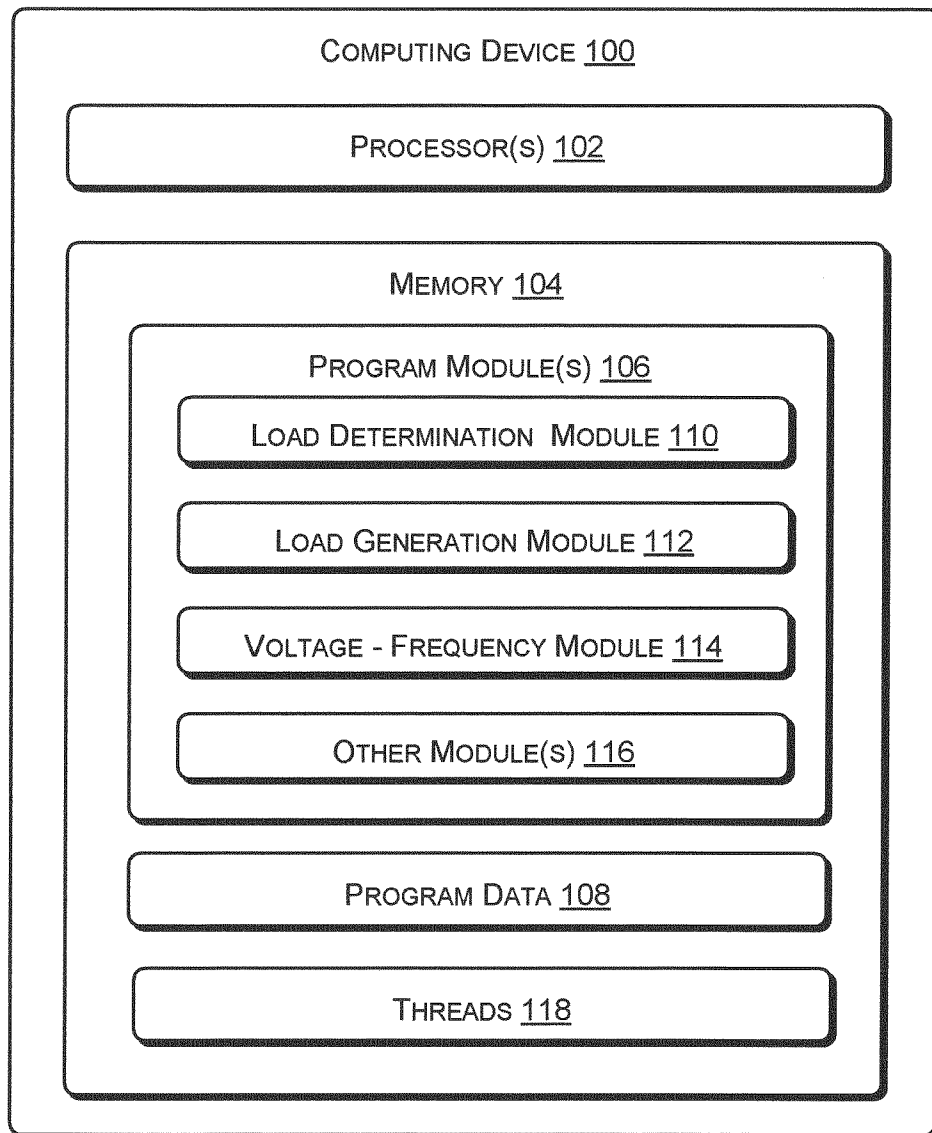 COMPUTING DEVICE 100
PROCESSOR(S) 102
MEMORY 104
PROGRAM MODULE(S) 106
LOAD DETERMINATION MODULE 110
LOAD GENERATION MODULE 112
VOLTAGE - FREQUENCY MODULE 114
OTHER MODULE(S) 116
PROGRAM DATA 108
THREADS 118